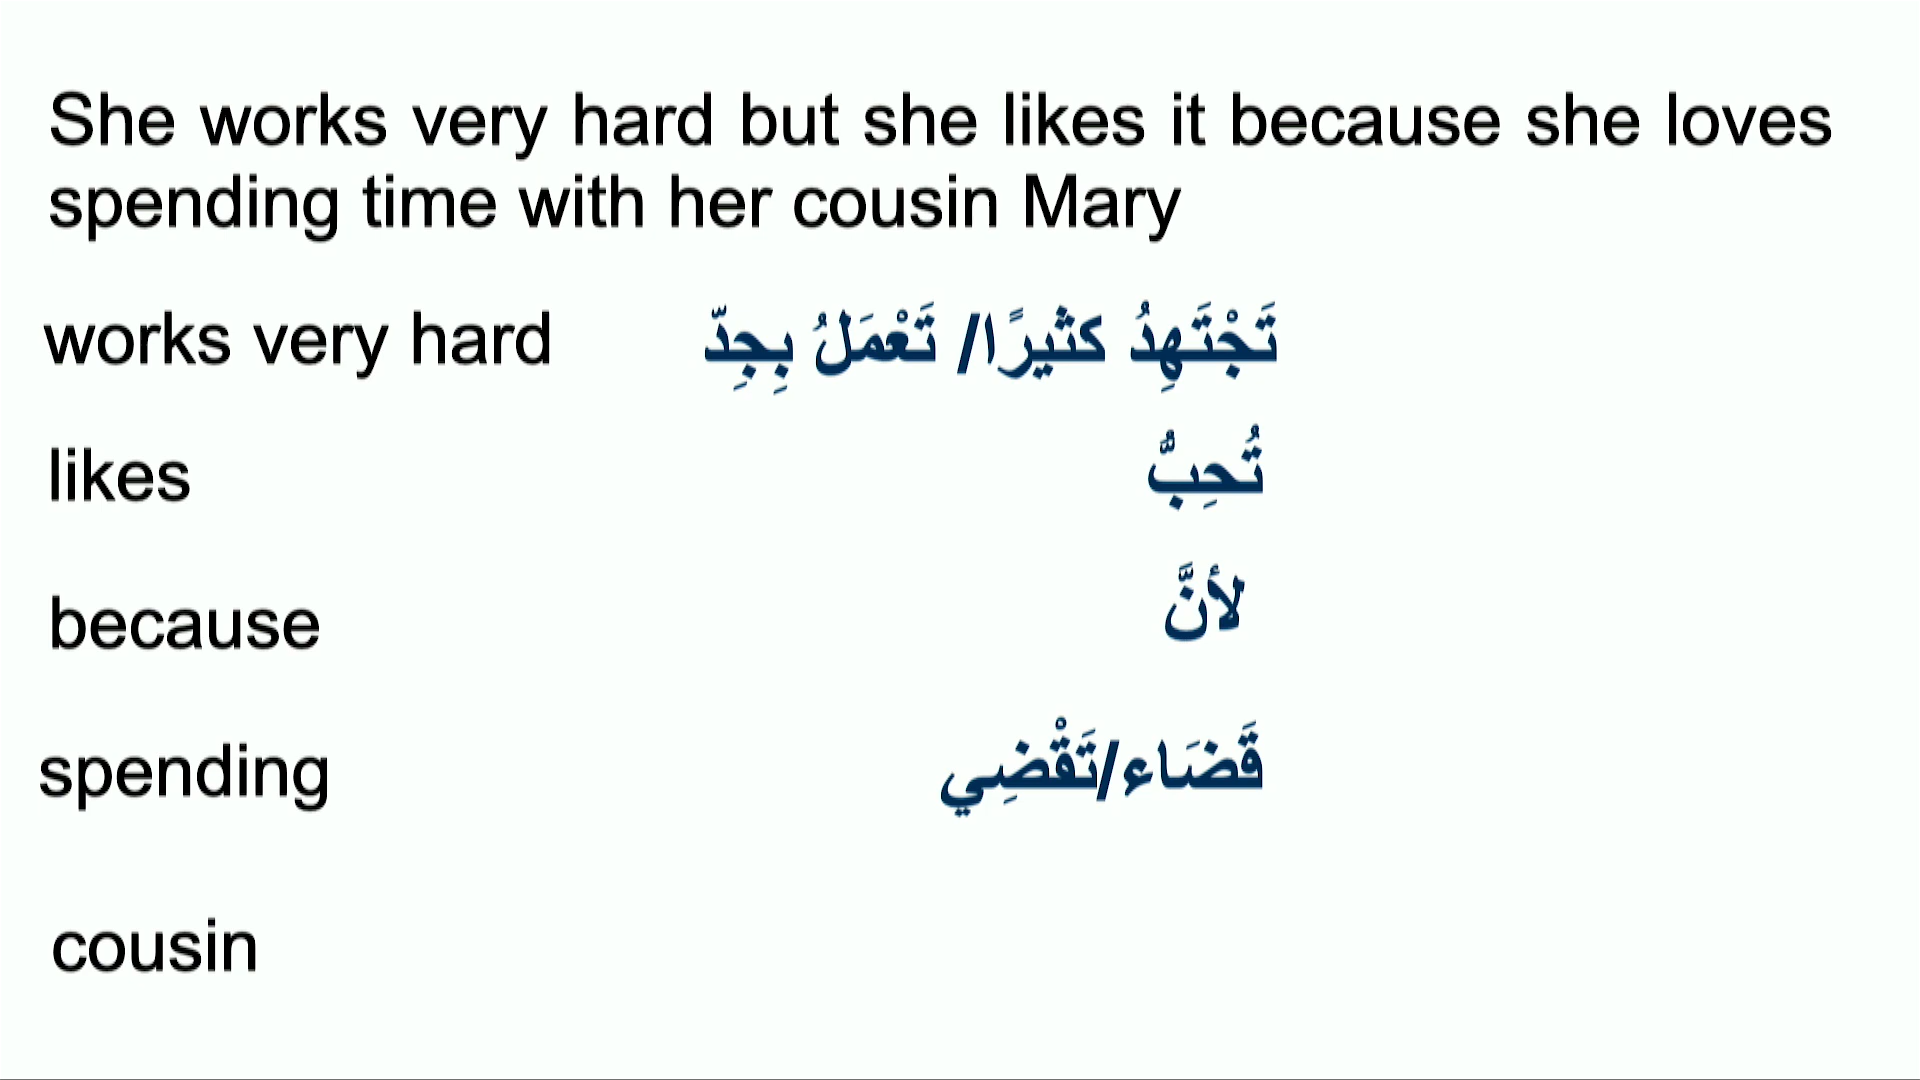 She works very hard but she likes it because she loves
spending time with her cousin Mary
works very hard تَجْتَهِدُ كثيرًا/ تَعْمَلُ بِجِدّ
likes تُحِبُّ
because لأنَّ
spending قَضَاء/تَقْضِي
cousin